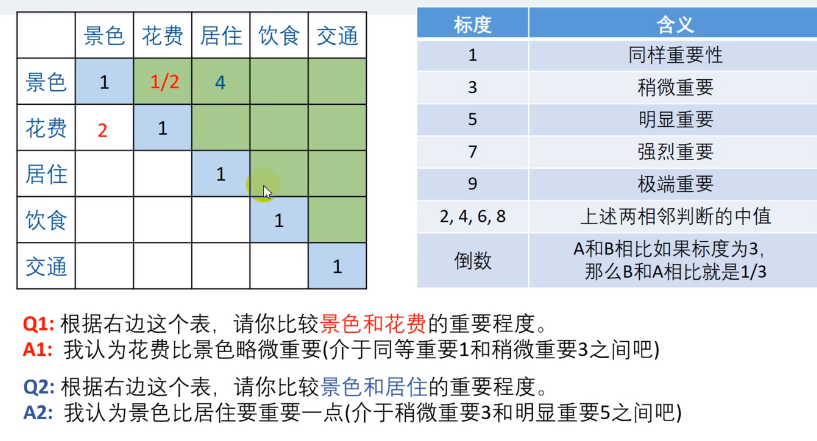 景色 花费 居住 饮食 交通
景色 1 1/2 4
花费 2 1
居住 1
饮食 1
交通 1
标度 含义
1 同样重要性
3 稍微重要
5 明显重要
7 强烈重要
9 极端重要
2, 4, 6, 8 上述两相邻判断的中值
倒数 A和B相比如果标度为3，
那么B和A相比就是1/3
Q1: 根据右边这个表，请你比较景色和花费的重要程度。
A1: 我认为花费比景色略微重要(介于同等重要1和稍微重要3之间吧)
Q2: 根据右边这个表，请你比较景色和居住的重要程度。
A2: 我认为景色比居住要重要一点(介于稍微重要3和明显重要5之间吧)